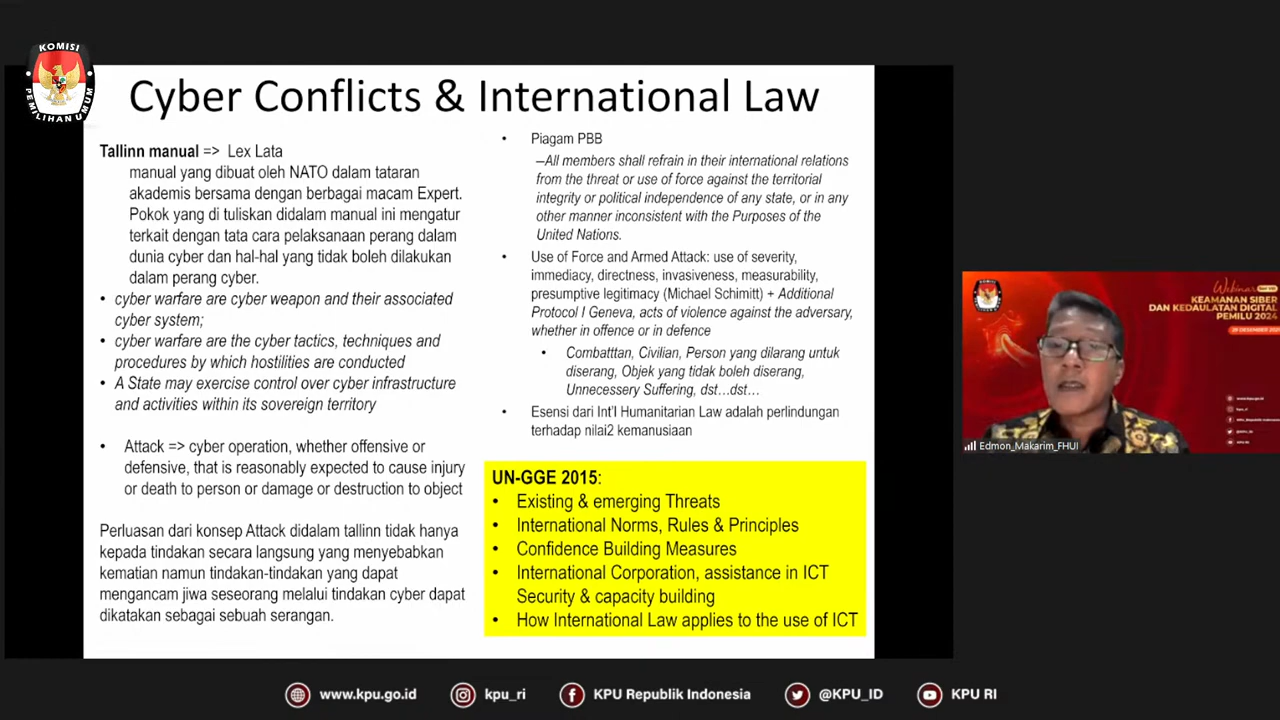 KOMISI
PEMILIHAN UMUM
Cyber Conflicts & International Law
Tallinn manual => Lex Lata
manual yang dibuat oleh NATO dalam tataran
akademis bersama dengan berbagai macam Expert.
Pokok yang di tuliskan didalam manual ini mengatur
terkait dengan tata cara pelaksanaan perang dalam
dunia cyber dan hal-hal yang tidak boleh dilakukan
dalam perang cyber.
• cyber warfare are cyber weapon and their associated
cyber system;
• cyber warfare are the cyber tactics, techniques and
procedures by which hostilities are conducted
• A State may exercise control over cyber infrastructure
and activities within its sovereign territory
• Attack => cyber operation, whether offensive or
defensive, that is reasonably expected to cause injury
or death to person or damage or destruction to object
Perluasan dari konsep Attack didalam tallinn tidak hanya
kepada tindakan secara langsung yang menyebabkan
kematian namun tindakan-tindakan yang dapat
mengancam jiwa seseorang melalui tindakan cyber dapat
dikatakan sebagai sebuah serangan.
• Piagam PBB
–All members shall refrain in their international relations
from the threat or use of force against the territorial
integrity or political independence of any state, or in any
other manner inconsistent with the Purposes of the
United Nations.
• Use of Force and Armed Attack: use of severity,
immediacy, directness, invasiveness, measurability,
presumptive legitimacy (Michael Schimitt) + Additional
Protocol I Geneva, acts of violence against the adversary,
whether in offence or in defence
• Combatttan, Civilian, Person yang dilarang untuk
diserang, Objek yang tidak boleh diserang,
Unnecessery Suffering, dst…dst…
• Esensi dari Int'l Humanitarian Law adalah perlindungan
terhadap nilai2 kemanusiaan
UN-GGE 2015:
• Existing & emerging Threats
• International Norms, Rules & Principles
• Confidence Building Measures
• International Corporation, assistance in ICT
Security & capacity building
• How International Law applies to the use of ICT
Webinar
KEAMANAN SIBER
DAN KEDAULATAN DIGITAL
PEMILU 2024
Edmon_Makarim_FHUI
www.kpu.go.id
kpu_ri
KPU Republik Indonesia
@KPU_ID
KPU RI